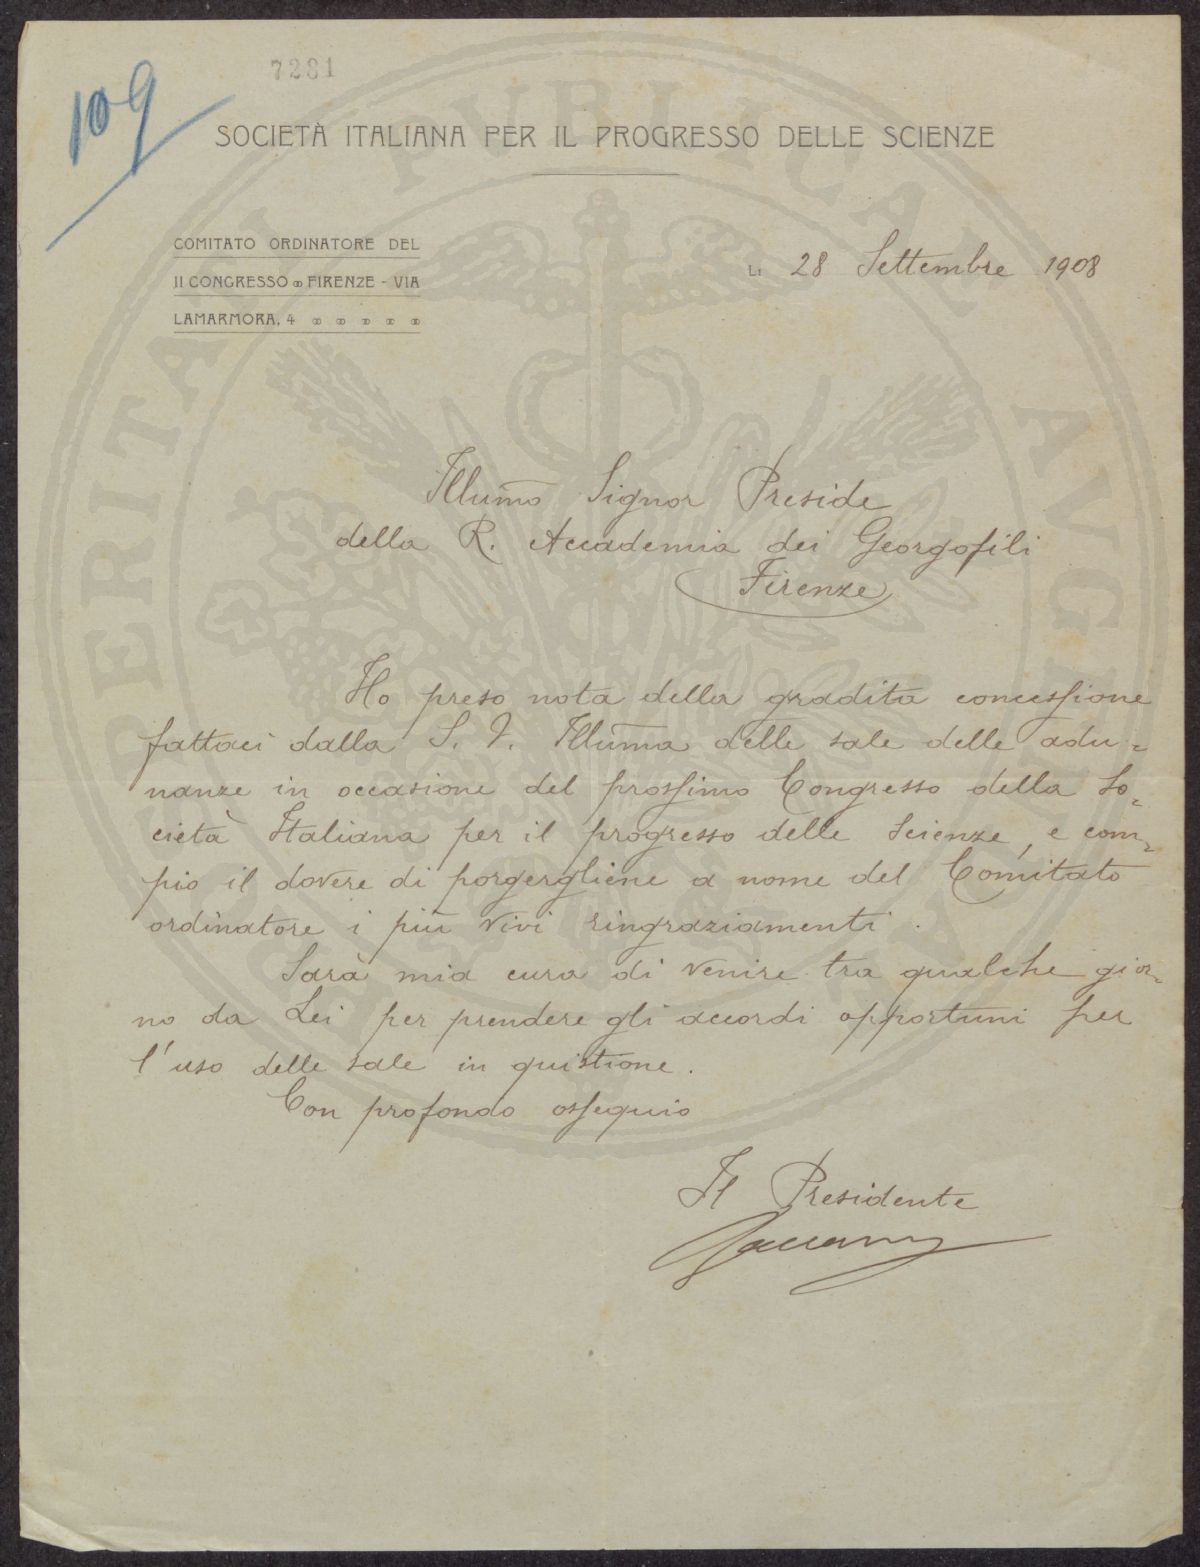 7281
109
SOCIETÀ ITALIANA PER IL PROGRESSO DELLE SCIENZE
COMITATO ORDINATORE DEL
II CONGRESSO FIRENZE - VIA
LAMARMORA, 4
LI 28 Settembre 1908
Illumo Signor Preside
della R. Accademia dei Georgofili
Firenze
Ho preso nota della gradita concessione
fattaci dalla S. V. Illuma delle sale delle adu-
nanze in occasione del prossimo Congresso della So-
cietà Italiana per il progresso delle Scienze, e com-
pio il dovere di porgergliene a nome del Comitato
ordinatore i più vivi ringraziamenti.
Sarà mia cura di venire tra qualche gior-
no da Lei per prendere gli accordi opportuni per
l'uso delle sale in quistione.
Con profondo ossequio
Il Presidente